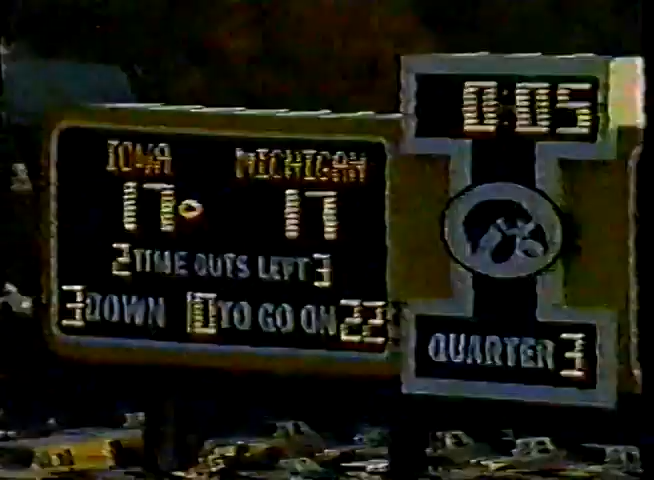 0:05
IOWA MICHIGAN
17 17
2 TIME OUTS LEFT 3
3 DOWN 10 TO GO ON 22
QUARTER 3